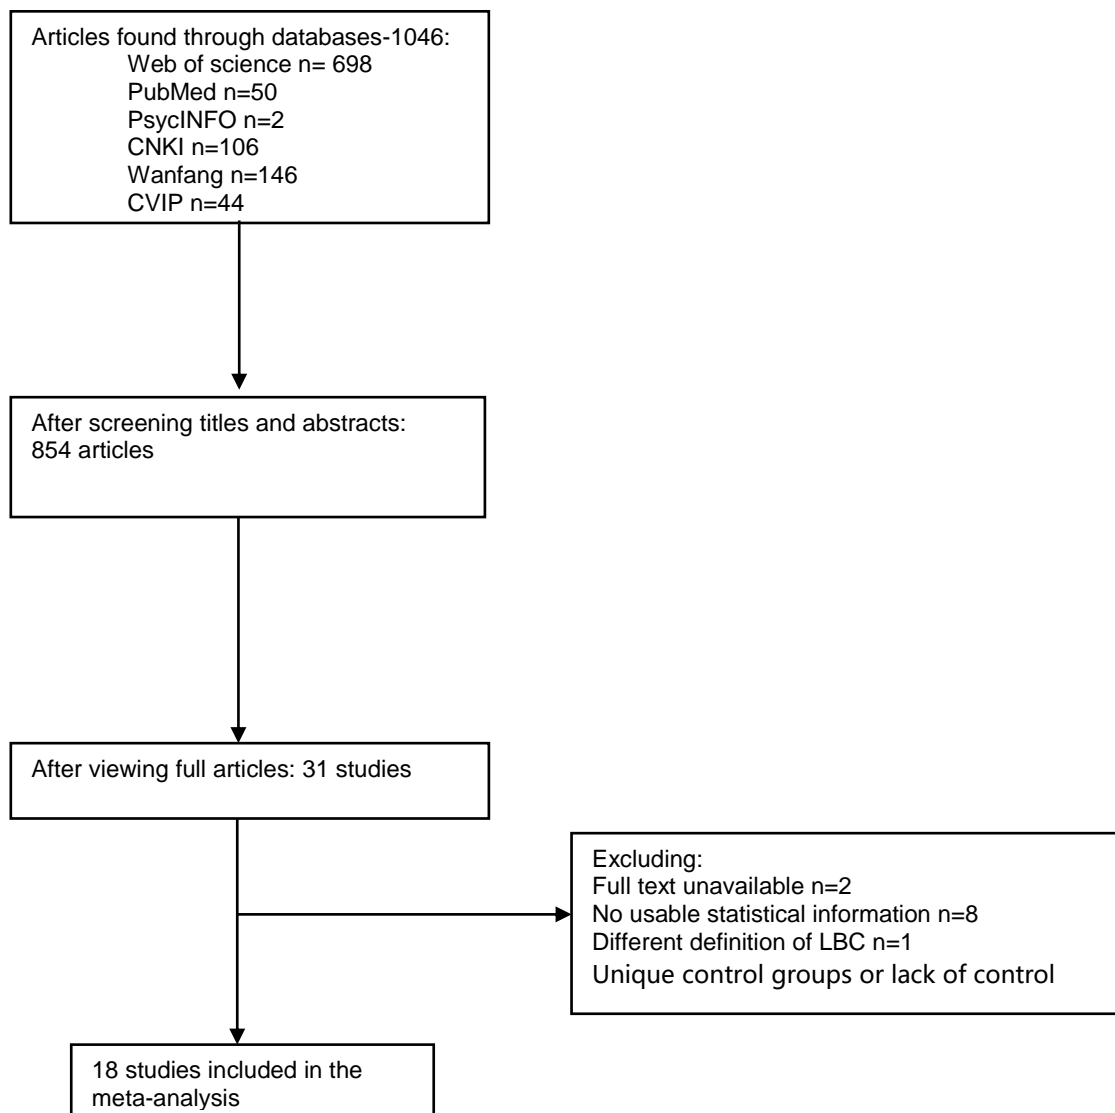 Articles found through databases-1046:
Web of science n= 698
PubMed n=50
PsycINFO n=2
CNKI n=106
Wanfang n=146
CVIP n=44
After screening titles and abstracts:
854 articles
After viewing full articles: 31 studies
Excluding:
Full text unavailable n=2
No usable statistical information n=8
Different definition of LBC n=1
Unique control groups or lack of control
18 studies included in the
meta-analysis